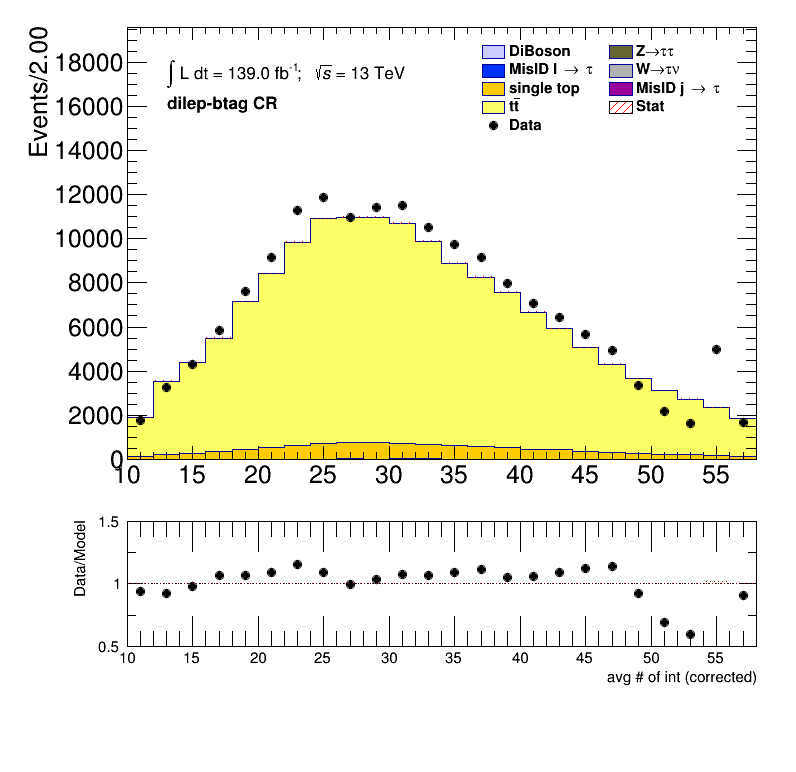 Events/2.00
18000
16000
14000
12000
10000
8000
6000
4000
2000
0
∫ L dt = 139.0 fb⁻¹; √s = 13 TeV
dilep-btag CR
DiBoson
MisID l → τ
single top
tt̄
Data
Z→ττ
W→τν
MisID j → τ
Stat
10 15 20 25 30 35 40 45 50 55
Data/Model
1.5
1
0.5
10 15 20 25 30 35 40 45 50 55
avg # of int (corrected)